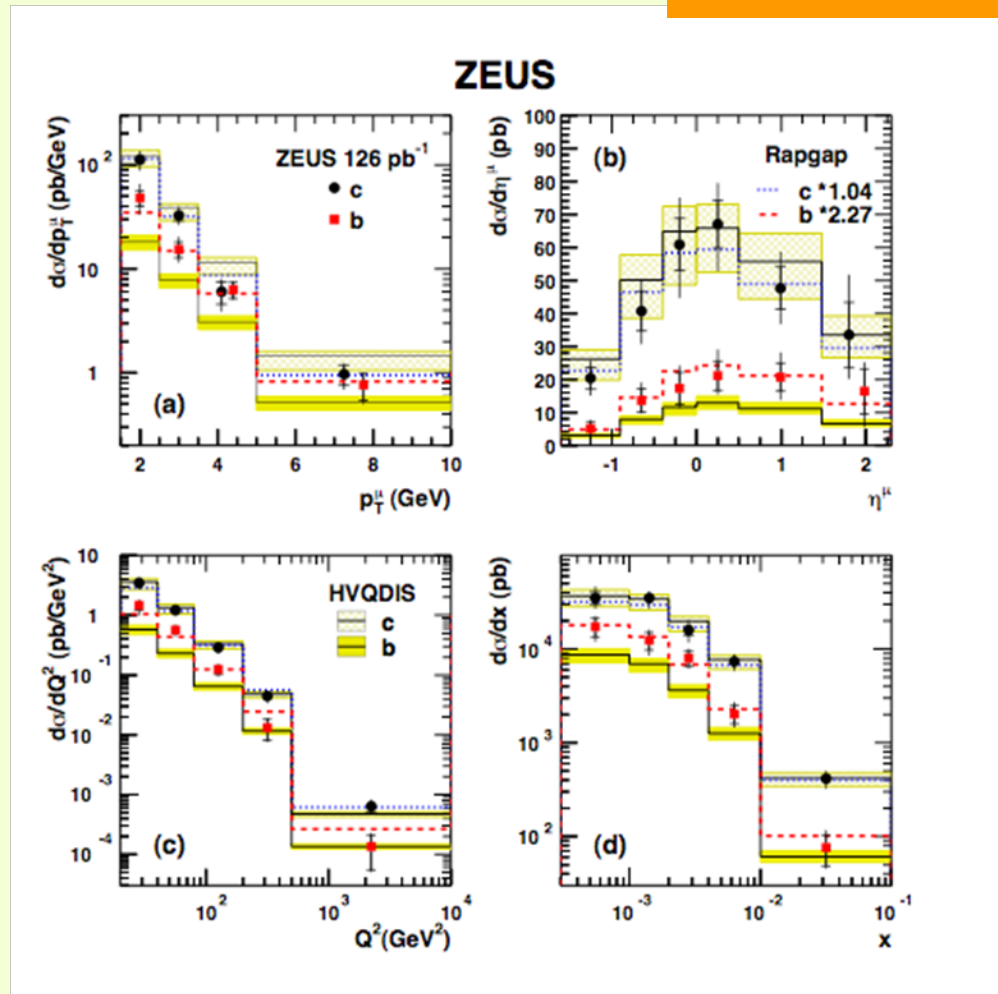 ZEUS
dσ/dp_T^μ (pb/GeV)
10^2
10
1
ZEUS 126 pb^-1
c
b
(a)
2 4 6 8 10
p_T^μ (GeV)
dσ/dη^μ (pb)
100
90
80
70
60
50
40
30
20
10
0
(b)
Rapgap
c *1.04
b *2.27
-1 0 1 2
η^μ
dσ/dQ^2 (pb/GeV^2)
10
1
10^-1
10^-2
10^-3
10^-4
HVQDIS
c
b
(c)
10^2 10^3 10^4
Q^2(GeV^2)
dσ/dx (pb)
10^4
10^3
10^2
(d)
10^-3 10^-2 10^-1
x